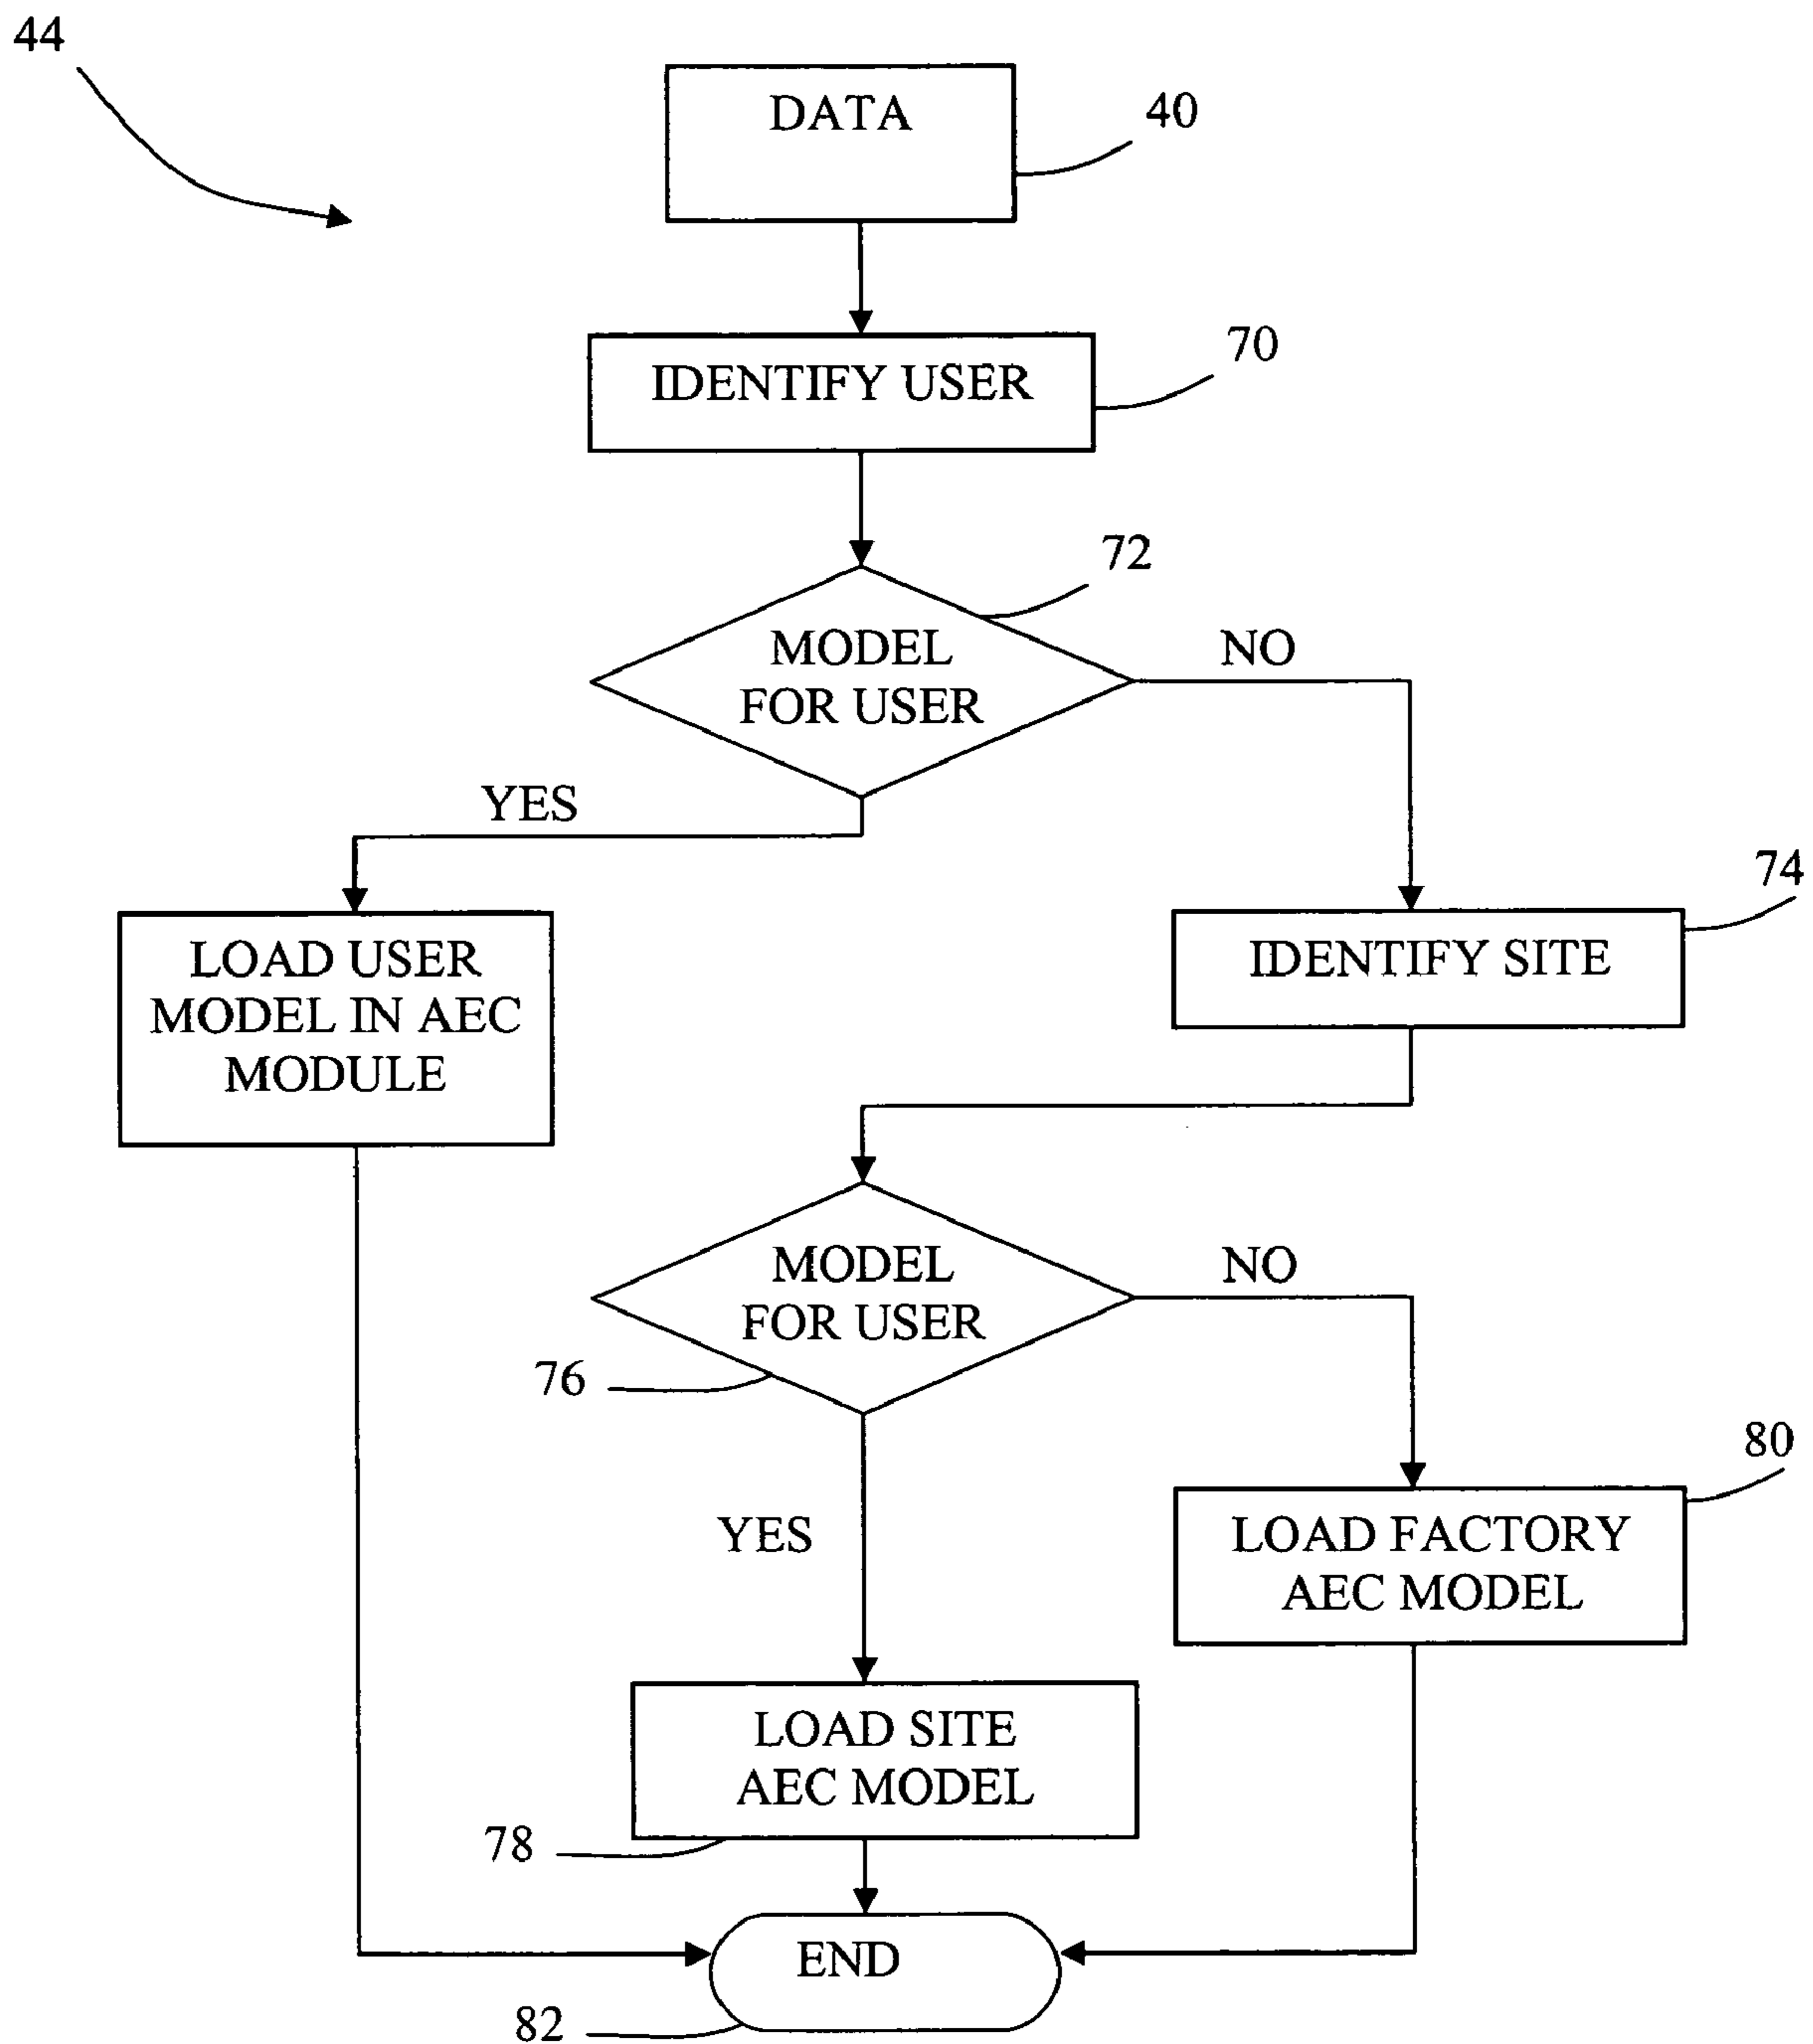 44
DATA
40
IDENTIFY USER
70
72
MODEL
FOR USER
NO
YES
74
LOAD USER
MODEL IN AEC
MODULE
IDENTIFY SITE
MODEL
FOR USER
NO
76
80
YES
LOAD FACTORY
AEC MODEL
LOAD SITE
AEC MODEL
78
END
82